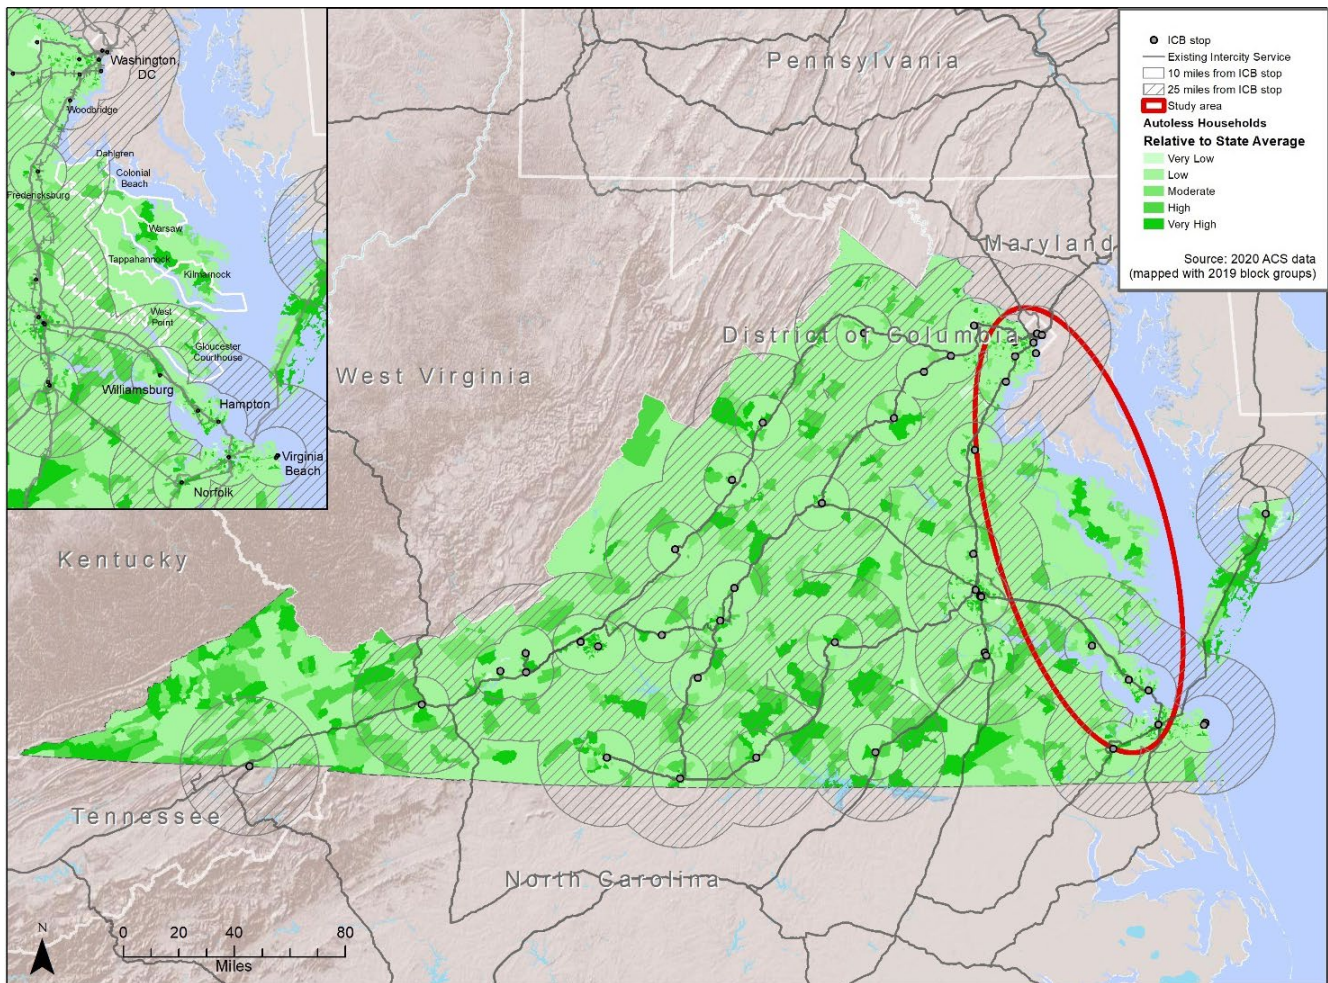 Washington,
DC
Woodbridge
Dahlgren
Colonial
Beach
Fredericksburg
Warsaw
Tappahannock
Kilmarnock
West
Point
Gloucester
Courthouse
Williamsburg
Hampton
Virginia
Beach
Norfolk
ICB stop
Existing Intercity Service
10 miles from ICB stop
25 miles from ICB stop
Study area
Autoless Households
Relative to State Average
Very Low
Low
Moderate
High
Very High
Source: 2020 ACS data
(mapped with 2019 block groups)
Pennsylvania
Maryland
District of Columbia
West Virginia
Kentucky
Tennessee
North Carolina
N
0 20 40 80
Miles